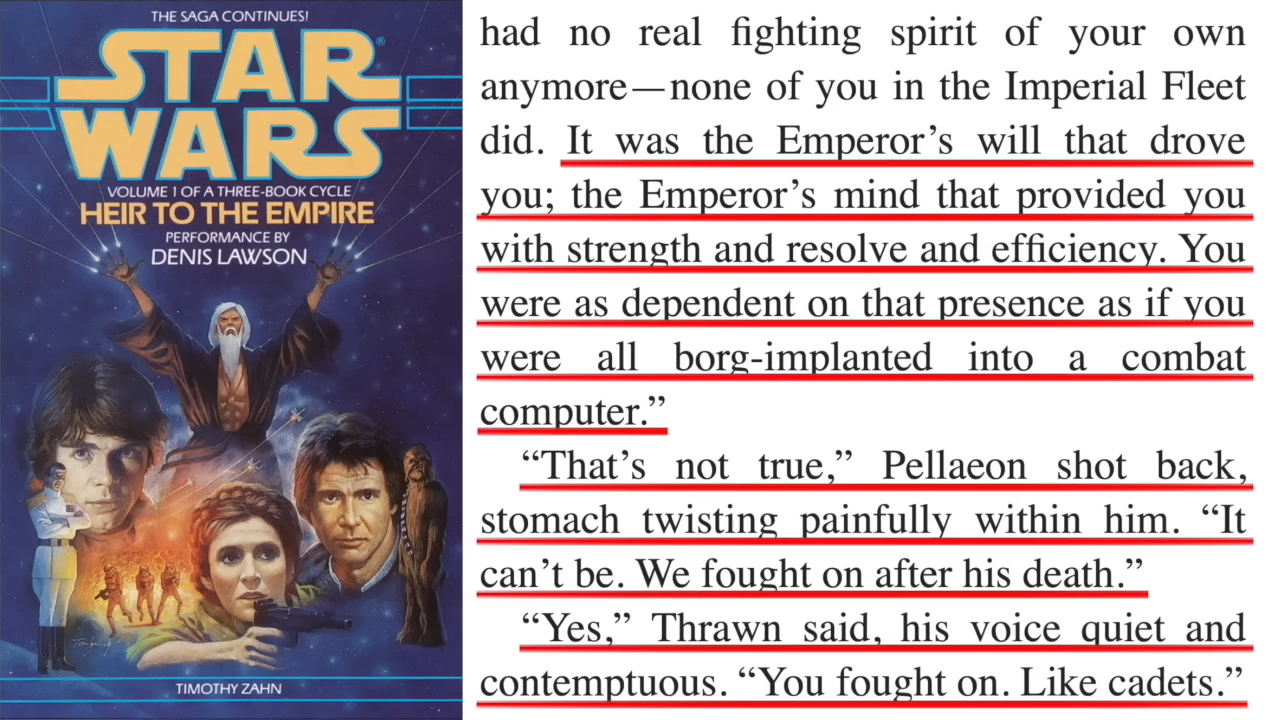 THE SAGA CONTINUES!
STAR
WARS
®
VOLUME 1 OF A THREE-BOOK CYCLE
HEIR TO THE EMPIRE
PERFORMANCE BY
DENIS LAWSON
TIMOTHY ZAHN
had no real fighting spirit of your own
anymore—none of you in the Imperial Fleet
did. It was the Emperor’s will that drove
you; the Emperor’s mind that provided you
with strength and resolve and efficiency. You
were as dependent on that presence as if you
were all borg-implanted into a combat
computer.”
“That’s not true,” Pellaeon shot back,
stomach twisting painfully within him. “It
can’t be. We fought on after his death.”
“Yes,” Thrawn said, his voice quiet and
contemptuous. “You fought on. Like cadets.”